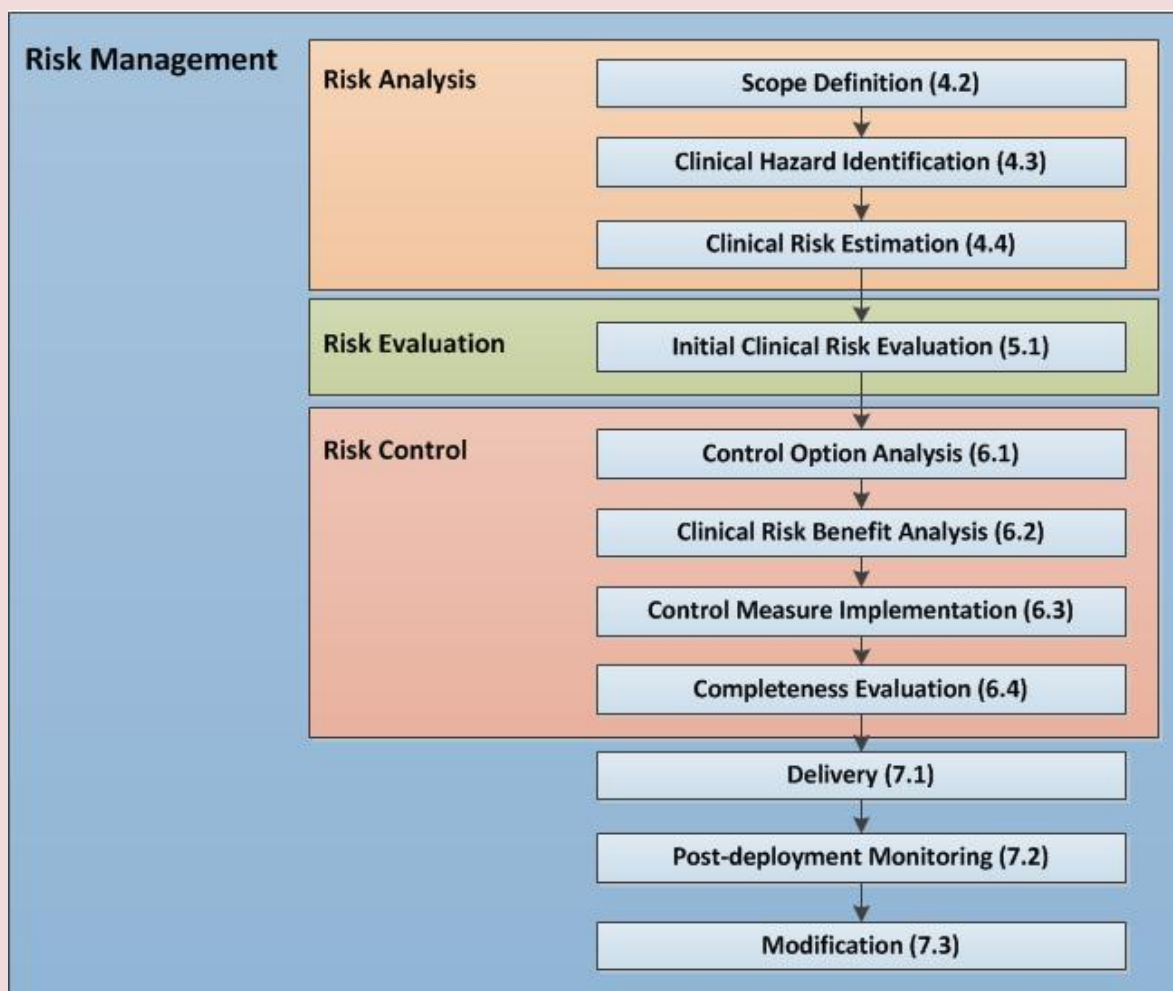 Risk Management
Risk Analysis
Scope Definition (4.2)
Clinical Hazard Identification (4.3)
Clinical Risk Estimation (4.4)
Risk Evaluation
Initial Clinical Risk Evaluation (5.1)
Risk Control
Control Option Analysis (6.1)
Clinical Risk Benefit Analysis (6.2)
Control Measure Implementation (6.3)
Completeness Evaluation (6.4)
Delivery (7.1)
Post-deployment Monitoring (7.2)
Modification (7.3)